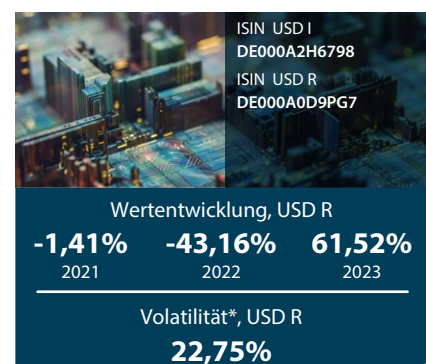 ISIN USD I
DE000A2H6798
ISIN USD R
DE000A0D9PG7
Wertentwicklung, USD R
-1,41% -43,16% 61,52%
2021 2022 2023
Volatilität*, USD R
22,75%